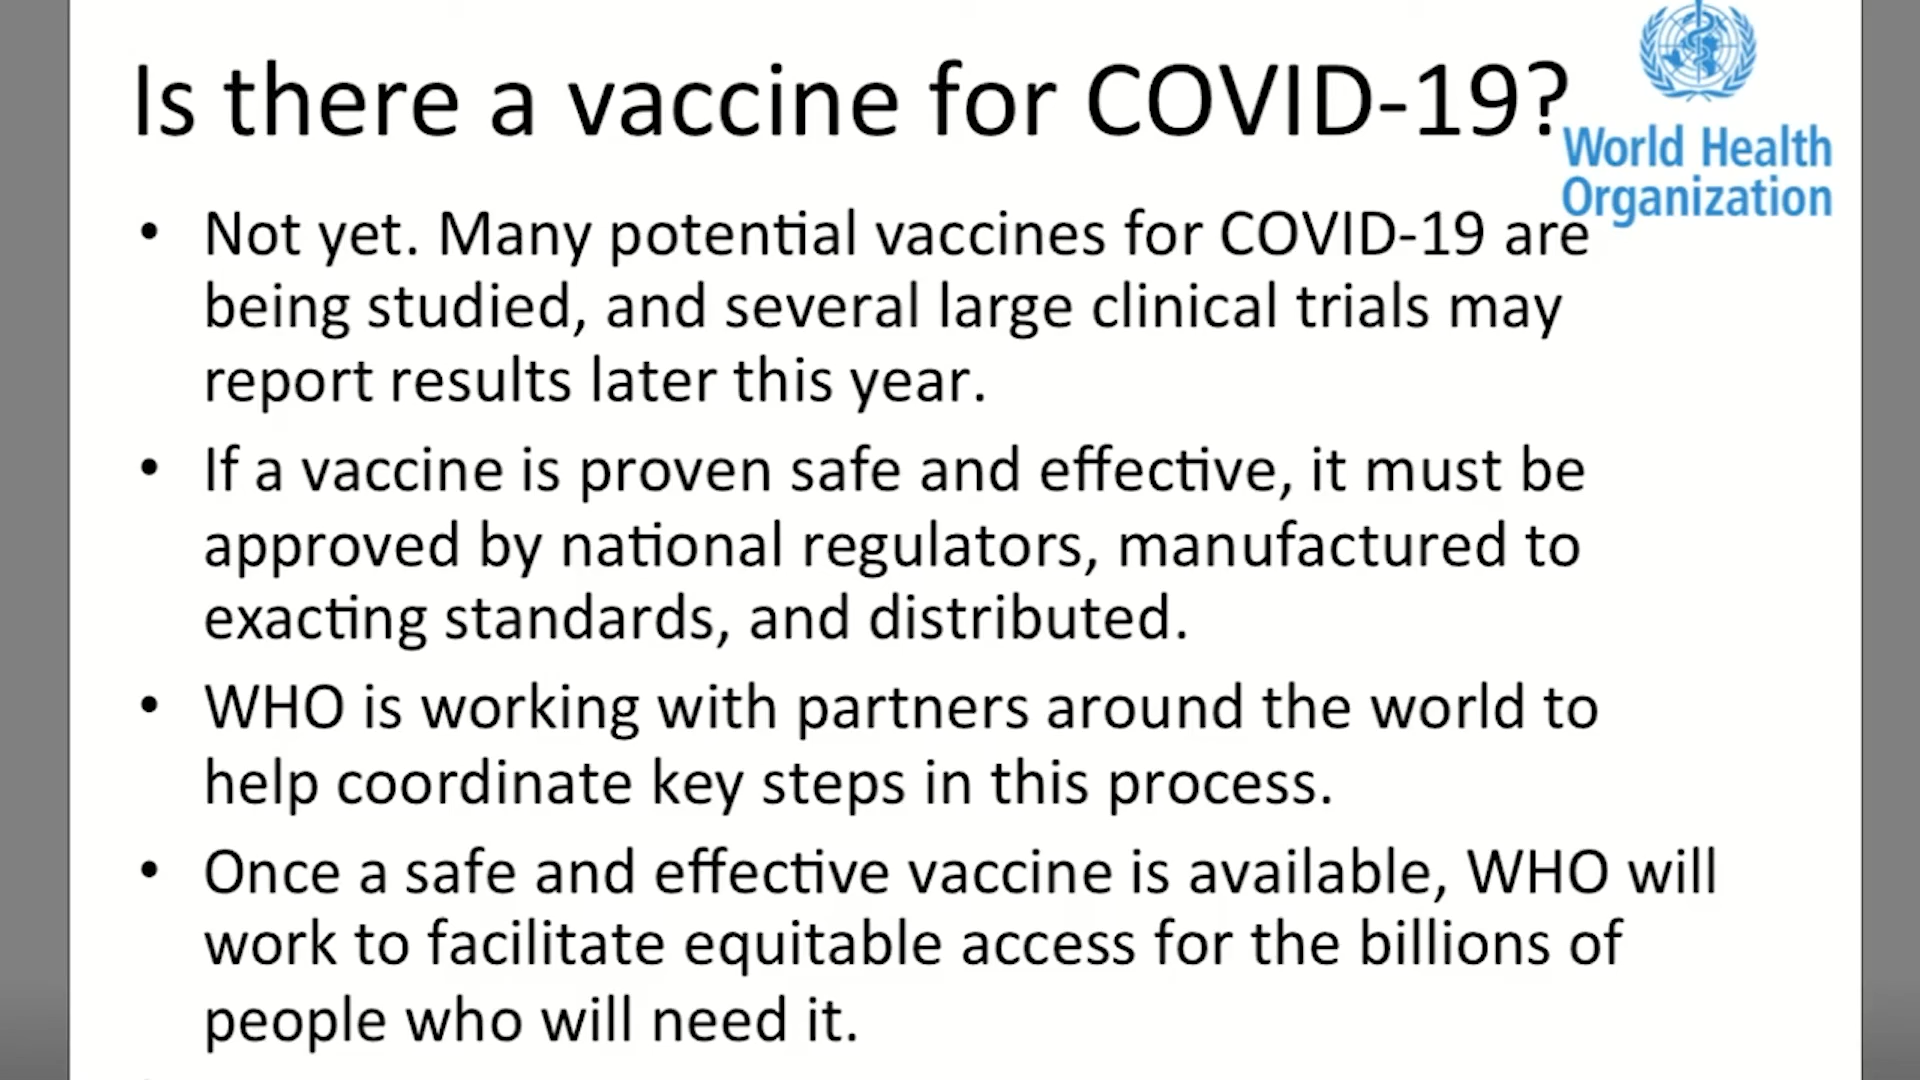 Is there a vaccine for COVID-19?
World Health
Organization
• Not yet. Many potential vaccines for COVID-19 are
being studied, and several large clinical trials may
report results later this year.
• If a vaccine is proven safe and effective, it must be
approved by national regulators, manufactured to
exacting standards, and distributed.
• WHO is working with partners around the world to
help coordinate key steps in this process.
• Once a safe and effective vaccine is available, WHO will
work to facilitate equitable access for the billions of
people who will need it.